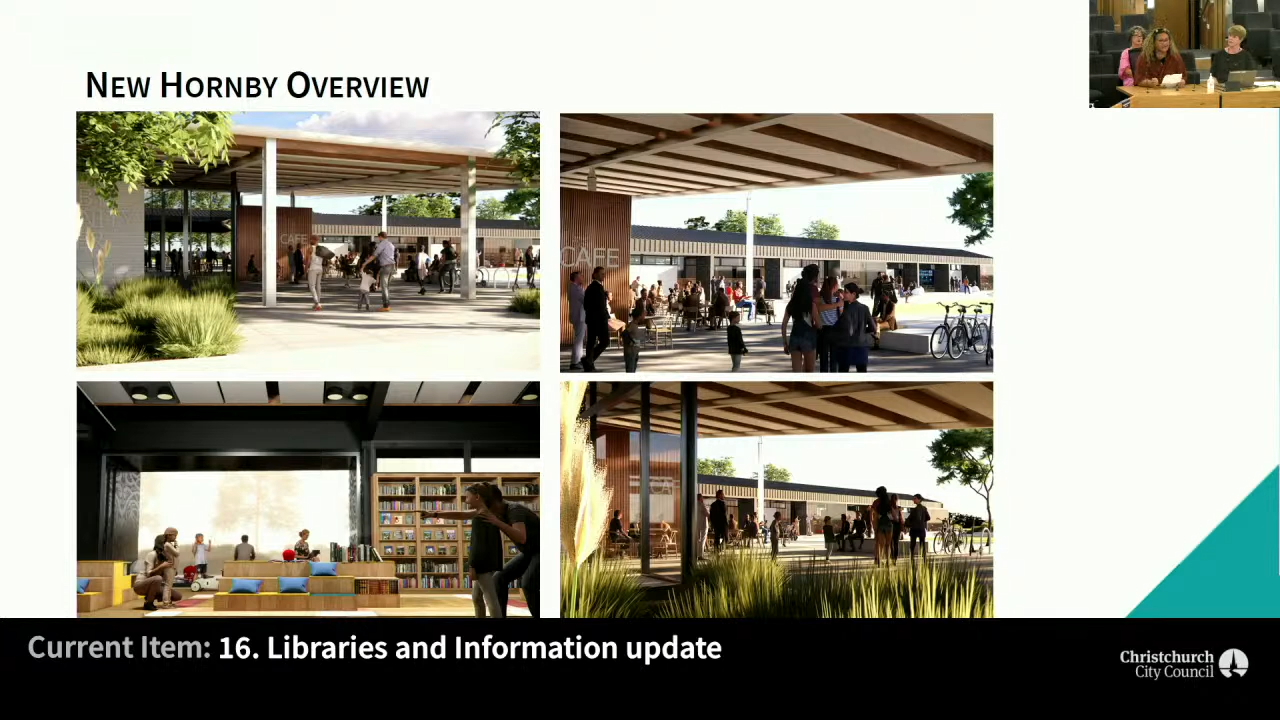 NEW HORNBY OVERVIEW
CAFE
CAFE
Current Item: 16. Libraries and Information update
Christchurch
City Council